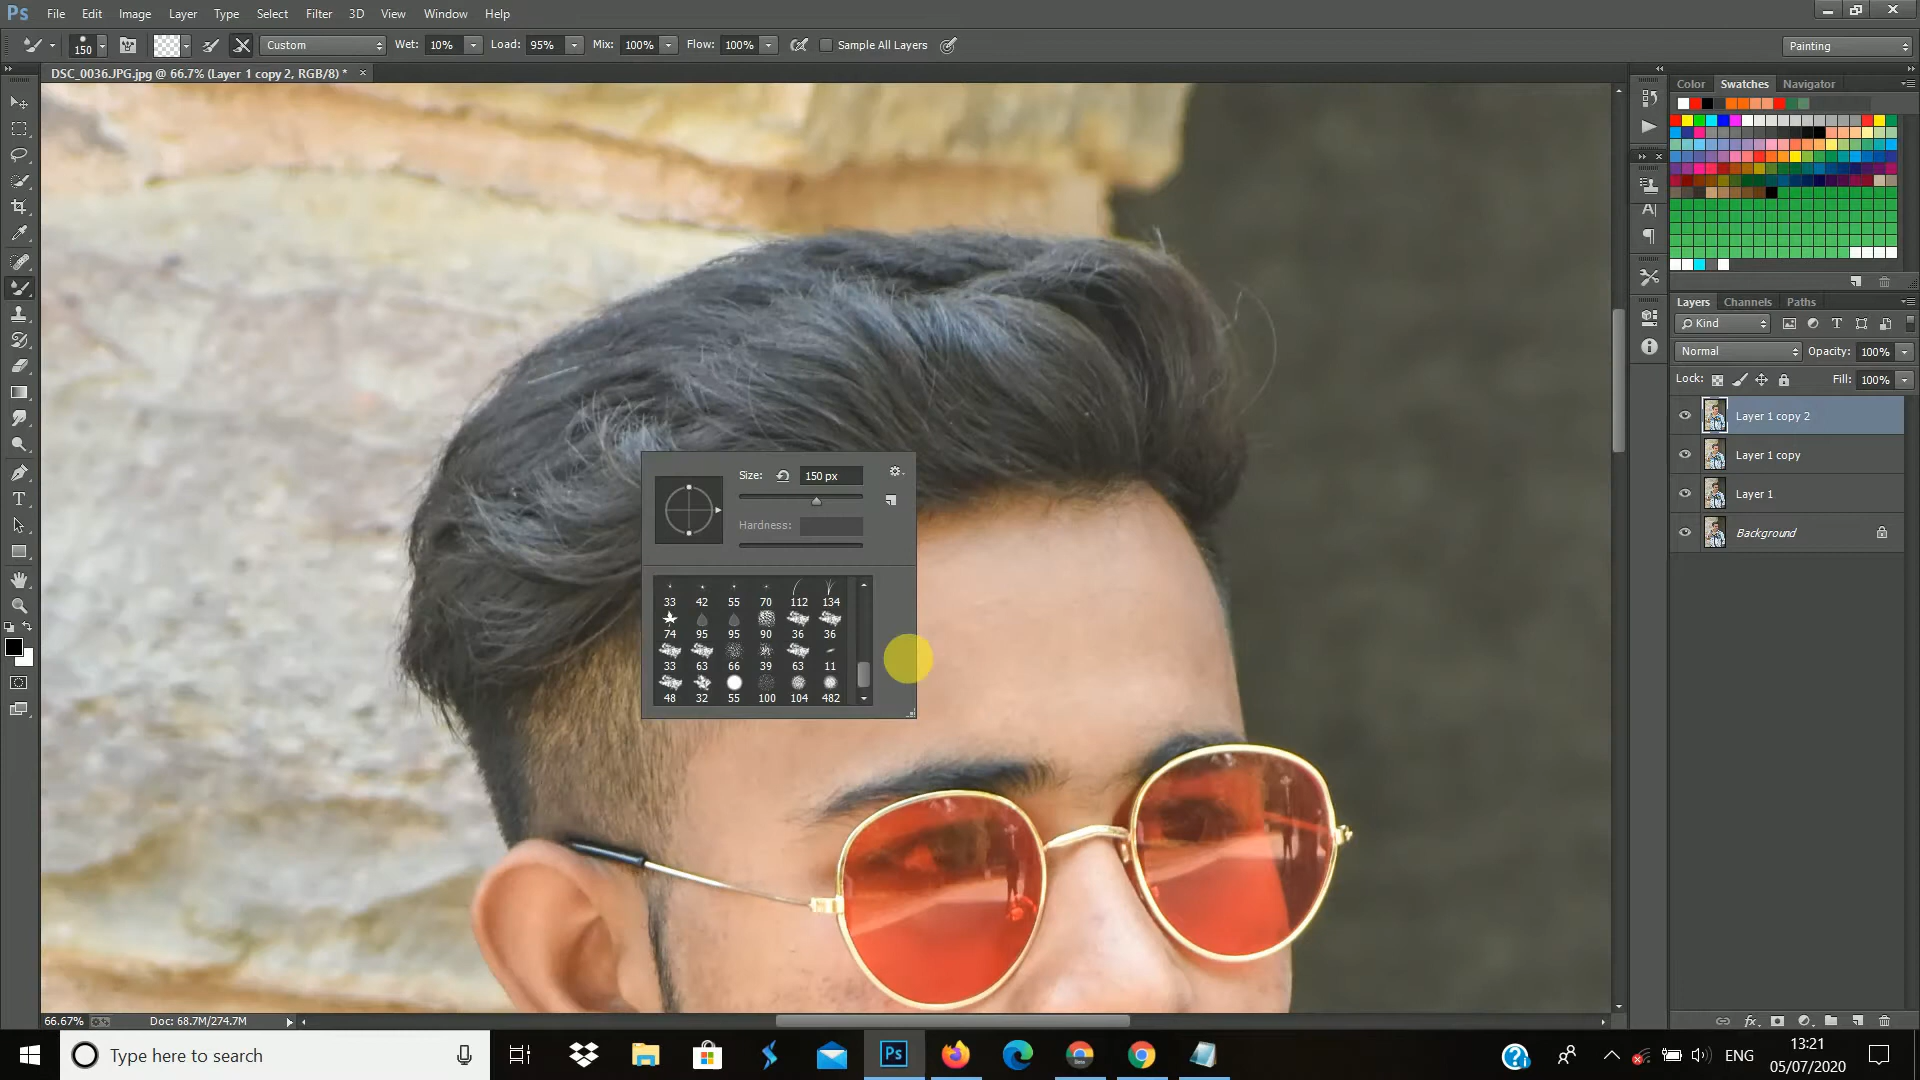 Ps File Edit Image Layer Type Select Filter 3D View Window Help
150 Custom Wet: 10% Load: 95% Mix: 100% Flow: 100% Sample All Layers Painting
DSC_0036.JPG.jpg @ 66.7% (Layer 1 copy 2, RGB/8) * ×
Color Swatches Navigator
Layers Channels Paths
Kind
Normal Opacity: 100%
Lock: Fill: 100%
Layer 1 copy 2
Layer 1 copy
Layer 1
Background
Size: 150 px
Hardness:
33 42 55 70 112 134
74 95 95 90 36 36
33 63 66 39 63 11
48 32 55 100 104 482
66.67% Doc: 68.7M/274.7M
Type here to search
Ps
ENG
13:21
05/07/2020